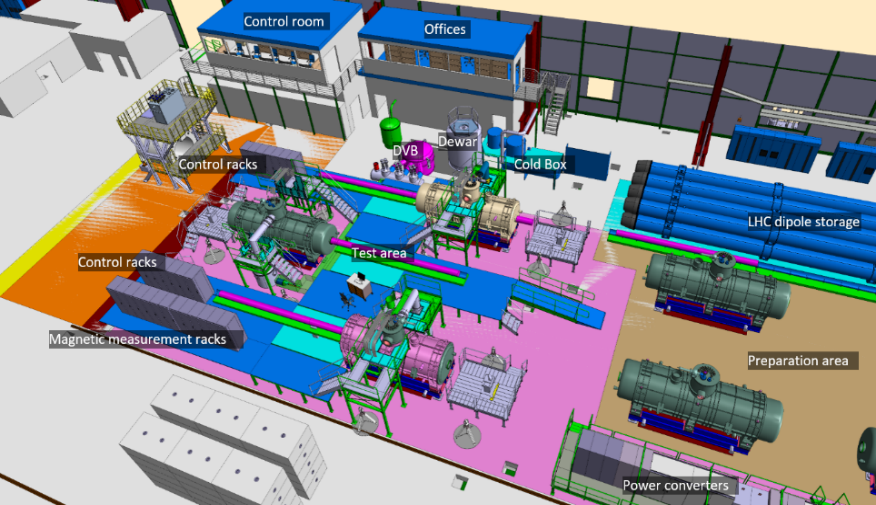 Control room
Offices
Control racks
DVB
Dewar
Cold Box
LHC dipole storage
Test area
Control racks
Magnetic measurement racks
Preparation area
Power converters